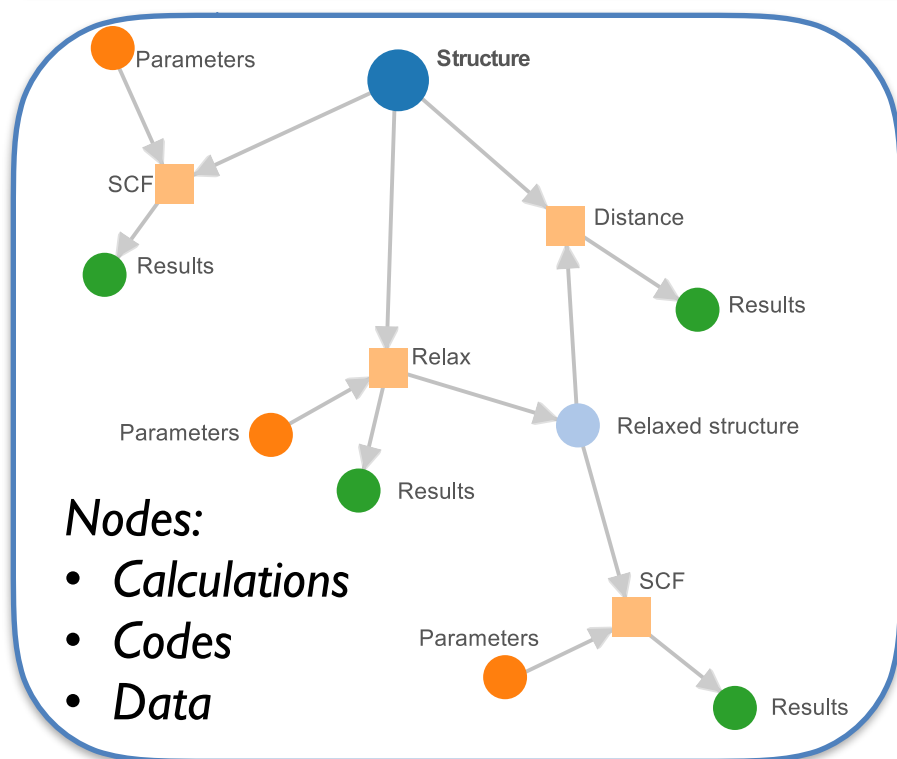 Parameters
Structure
SCF
Distance
Results
Results
Relax
Parameters
Relaxed structure
Results
Nodes:
• Calculations
• Codes
• Data
SCF
Parameters
Results